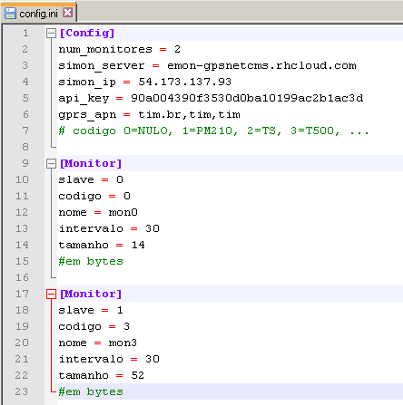 config.ini
1 [Config]
2 num_monitores = 2
3 simon_server = emon-gpsnetcms.rhcloud.com
4 simon_ip = 54.173.137.93
5 api_key = 90a004390f3530d0ba10199ac2b1ac3d
6 gprs_apn = tim.br,tim,tim
7 # codigo 0=NULO, 1=PM210, 2=TS, 3=T500, ...
8
9 [Monitor]
10 slave = 0
11 codigo = 0
12 nome = mon0
13 intervalo = 30
14 tamanho = 14
15 #em bytes
16
17 [Monitor]
18 slave = 1
19 codigo = 3
20 nome = mon3
21 intervalo = 30
22 tamanho = 52
23 #em bytes